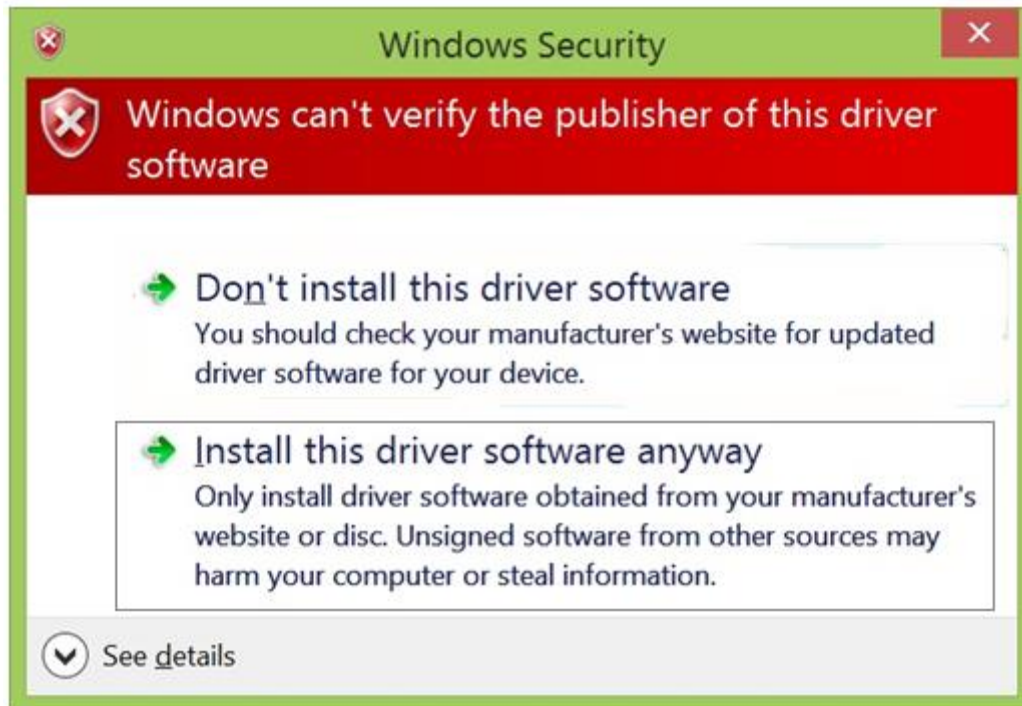 Windows Security
Windows can't verify the publisher of this driver
software
Don't install this driver software
You should check your manufacturer's website for updated
driver software for your device.
Install this driver software anyway
Only install driver software obtained from your manufacturer's
website or disc. Unsigned software from other sources may
harm your computer or steal information.
See details